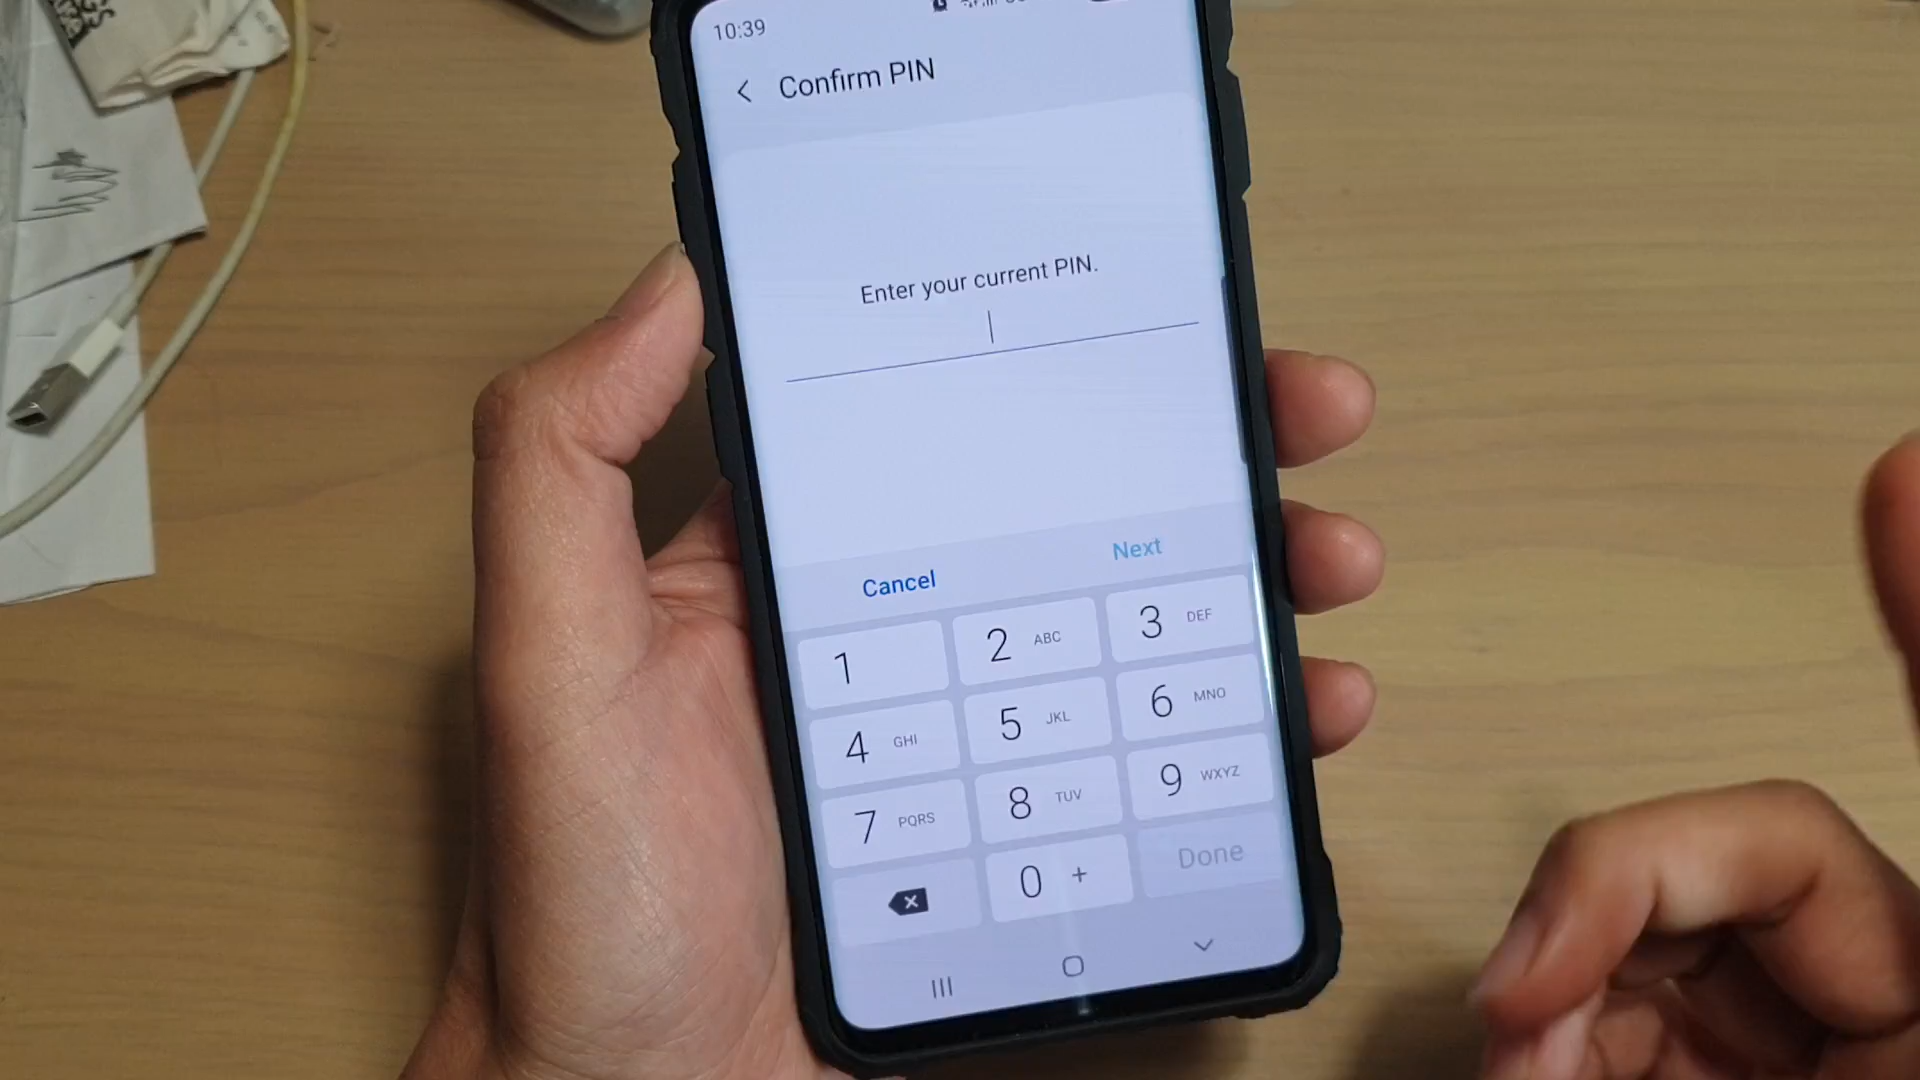 10:39
Confirm PIN
Enter your current PIN.
Cancel
Next
1
2 ABC
3 DEF
4 GHI
5 JKL
6 MNO
7 PQRS
8 TUV
9 WXYZ
0 +
Done